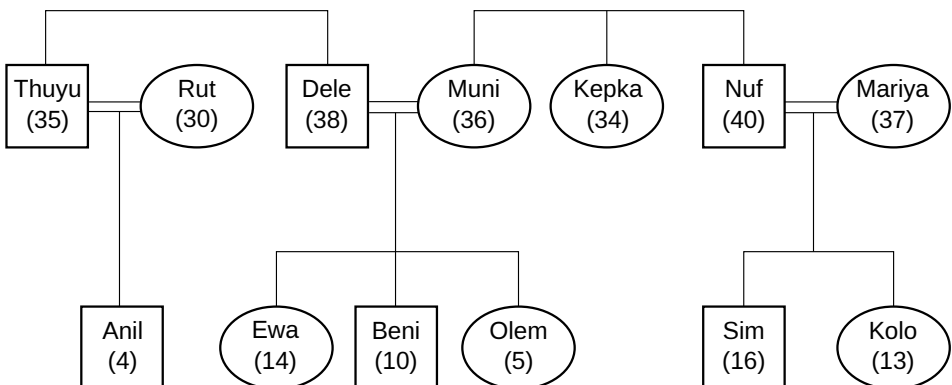 Thuyu
(35)
Rut
(30)
Dele
(38)
Muni
(36)
Kepka
(34)
Nuf
(40)
Mariya
(37)
Anil
(4)
Ewa
(14)
Beni
(10)
Olem
(5)
Sim
(16)
Kolo
(13)